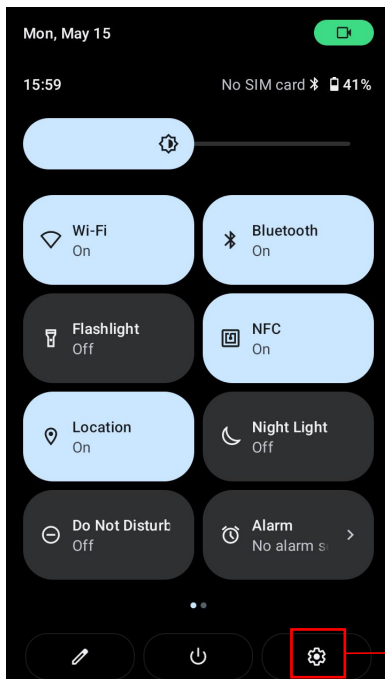 Mon, May 15
15:59 No SIM card 41%
Wi-Fi
On
Bluetooth
On
Flashlight
Off
NFC
On
Location
On
Night Light
Off
Do Not Disturb
Off
Alarm
No alarm s